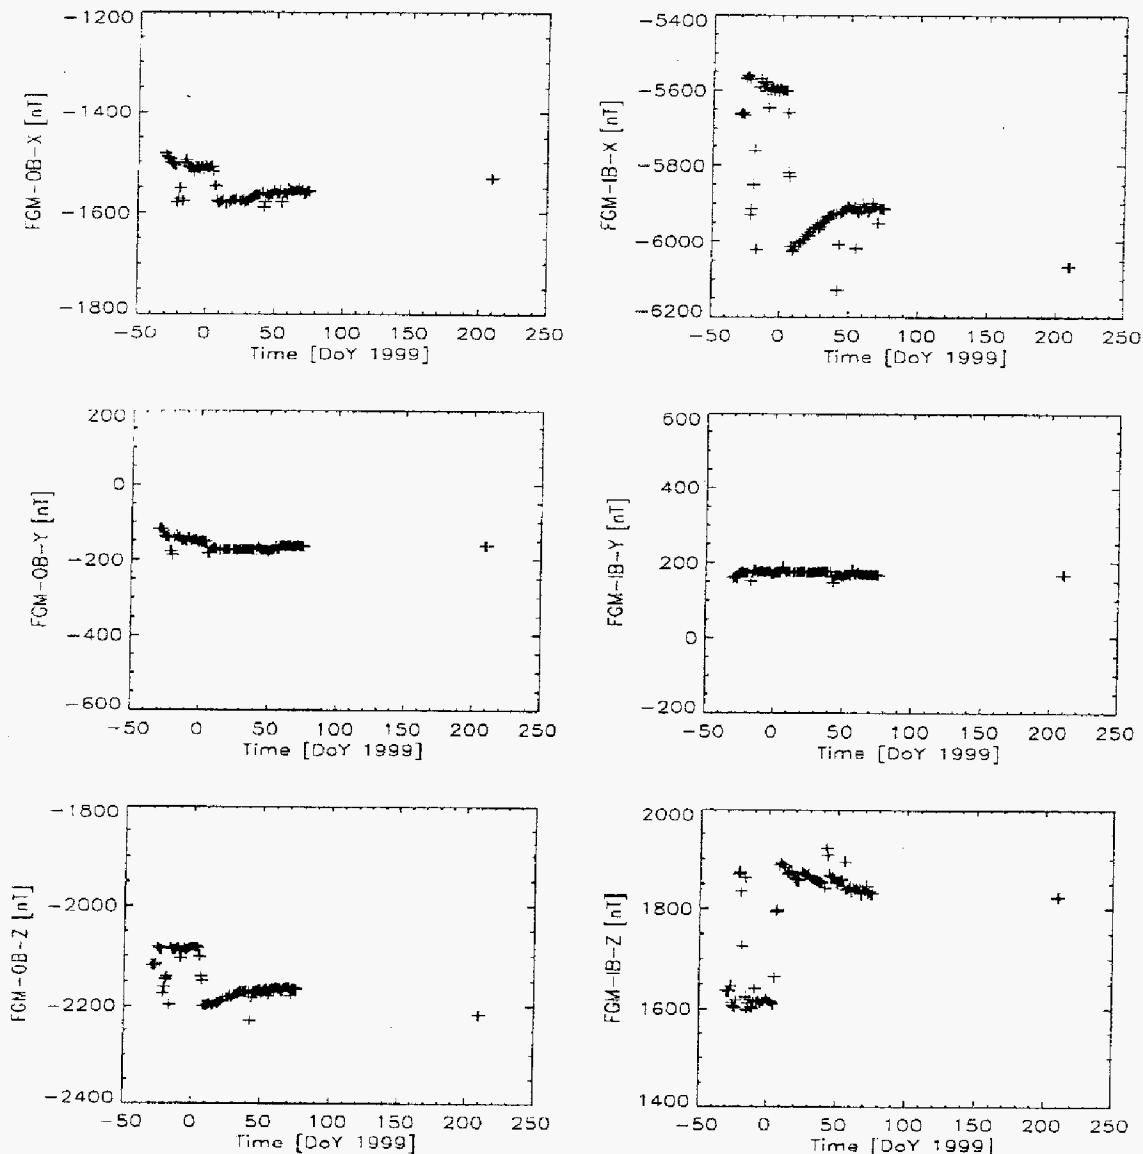 -1200
-1400
-1600
-1800
FGM-OB-X [nT]
-50 0 50 100 150 200 250
Time [DoY 1999]
-5400
-5600
-5800
-6000
-6200
FGM-IB-X [nT]
-50 0 50 100 150 200 250
Time [DoY 1999]
200
0
-200
-400
-600
FGM-OB-Y [nT]
-50 0 50 100 150 200 250
Time [DoY 1999]
600
400
200
0
-200
FGM-IB-Y [nT]
-50 0 50 100 150 200 250
Time [DoY 1999]
-1800
-2000
-2200
-2400
FGM-OB-Z [nT]
-50 0 50 100 150 200 250
Time [DoY 1999]
2000
1800
1600
1400
FGM-IB-Z [nT]
-50 0 50 100 150 200 250
Time [DoY 1999]